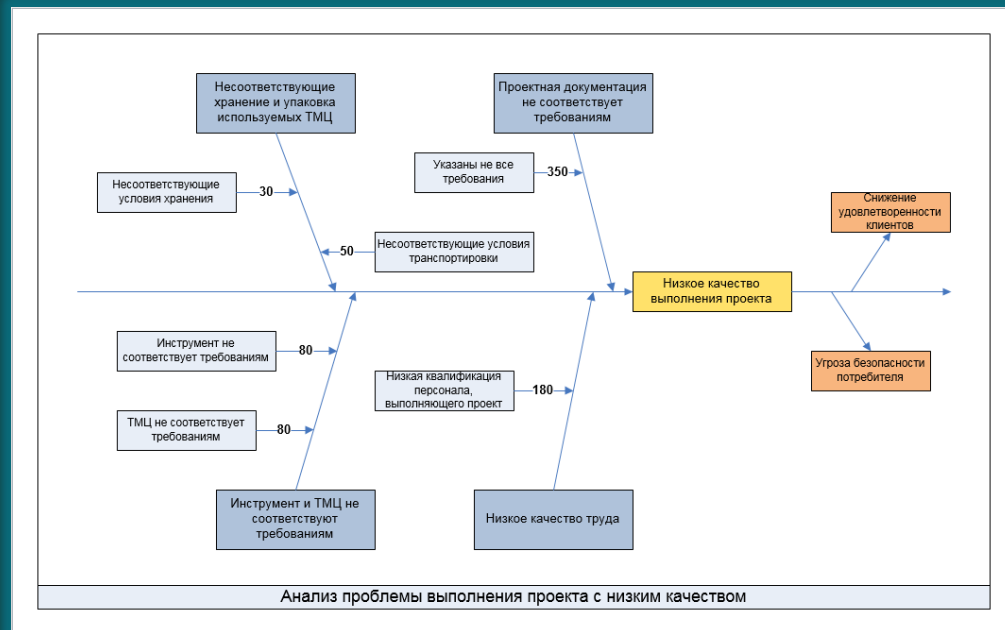 Несоответствующие
хранение и упаковка
используемых ТМЦ
Проектная документация
не соответствует
требованиям
Указаны не все
требования
350
Несоответствующие
условия хранения
30
Снижение
удовлетворенности
клиентов
50
Несоответствующие условия
транспортировки
Низкое качество
выполнения проекта
Инструмент не
соответствует требованиям
80
Угроза безопасности
потребителя
Низкая квалификация
персонала,
выполняющего проект
180
ТМЦ не соответствует
требованиям
80
Инструмент и ТМЦ не
соответствуют
требованиям
Низкое качество труда
Анализ проблемы выполнения проекта с низким качеством